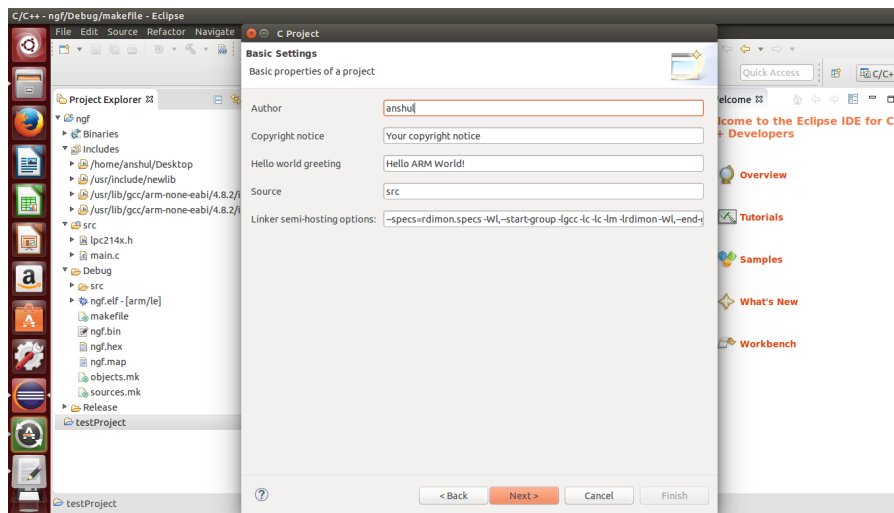 C/C++ - ngf/Debug/makefile - Eclipse
File Edit Source Refactor Navigate
C Project
Basic Settings
Basic properties of a project
Quick Access
C/C+
Project Explorer
ngf
Binaries
Includes
/home/anshul/Desktop
/usr/include/newlib
/usr/lib/gcc/arm-none-eabi/4.8.2/i
/usr/lib/gcc/arm-none-eabi/4.8.2/i
src
lpc214x.h
main.c
Debug
src
ngf.elf - [arm/le]
makefile
ngf.bin
ngf.hex
ngf.map
objects.mk
sources.mk
Release
testProject
testProject
Author
anshul
Copyright notice
Your copyright notice
Hello world greeting
Hello ARM World!
Source
src
Linker semi-hosting options:
--specs=rdimon.specs -Wl,--start-group -lgcc -lc -lc -lm -lrdimon -Wl,--end-g
?
< Back
Next >
Cancel
Finish
elcome
lcome to the Eclipse IDE for C
+ Developers
Overview
Tutorials
Samples
What's New
Workbench
a
A